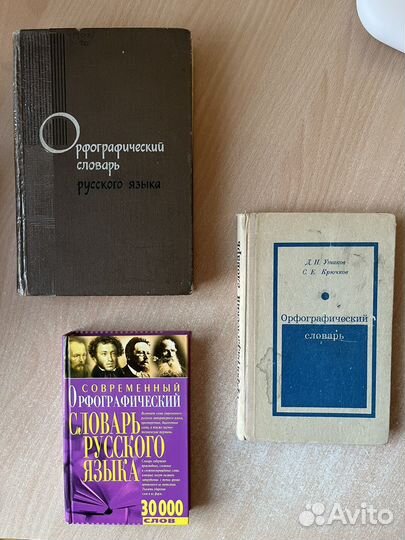 Орфографический
словарь
русского языка
Д. Н. Ушаков
С. Е. Крючков
Орфографический
словарь
СОВРЕМЕННЫЙ
ОРФОГРАФИЧЕСКИЙ
СЛОВАРЬ
РУССКОГО
ЯЗЫКА
30 000
СЛОВ
Avito